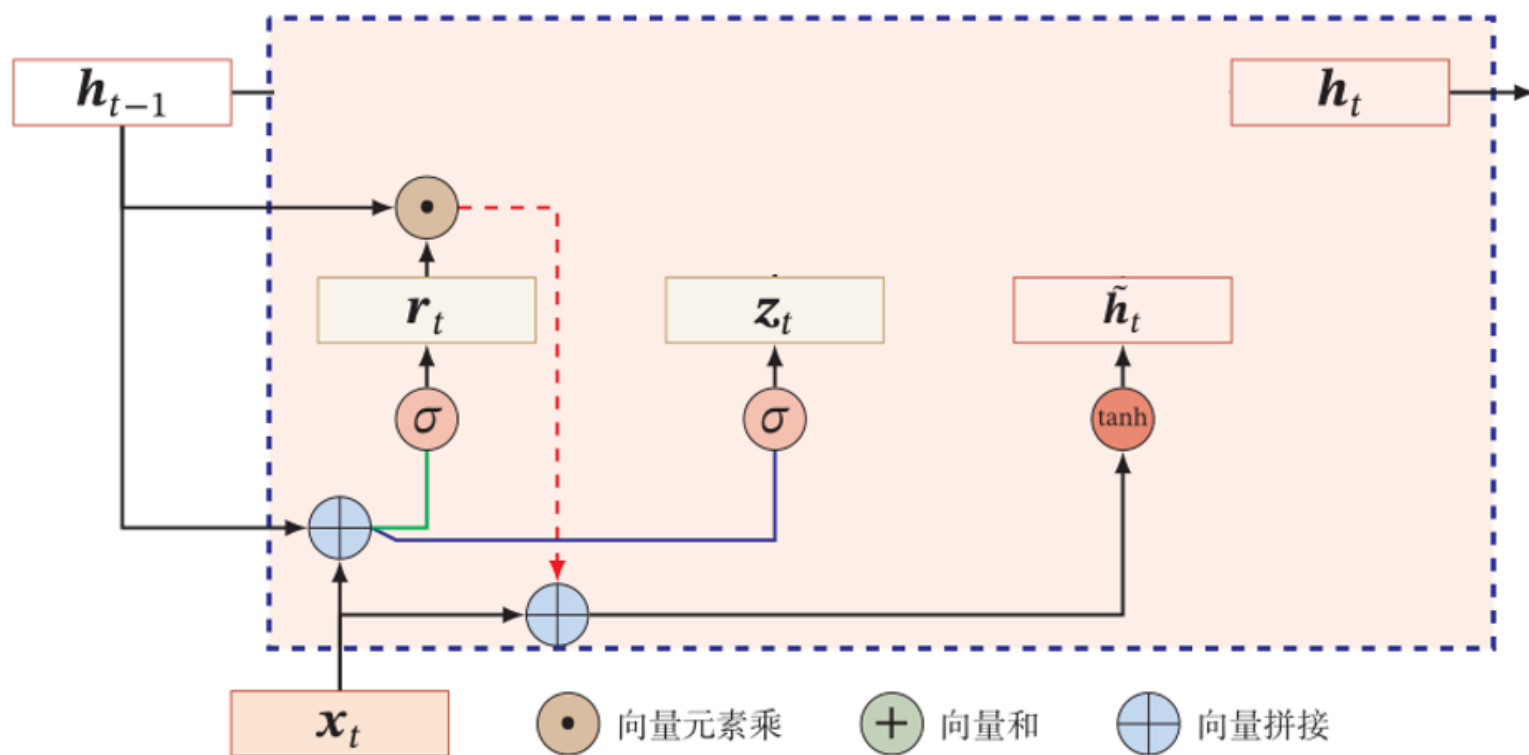 h_{t−1}
h_t
r_t
z_t
h̃_t
σ
σ
tanh
x_t
向量元素乘
向量和
向量拼接